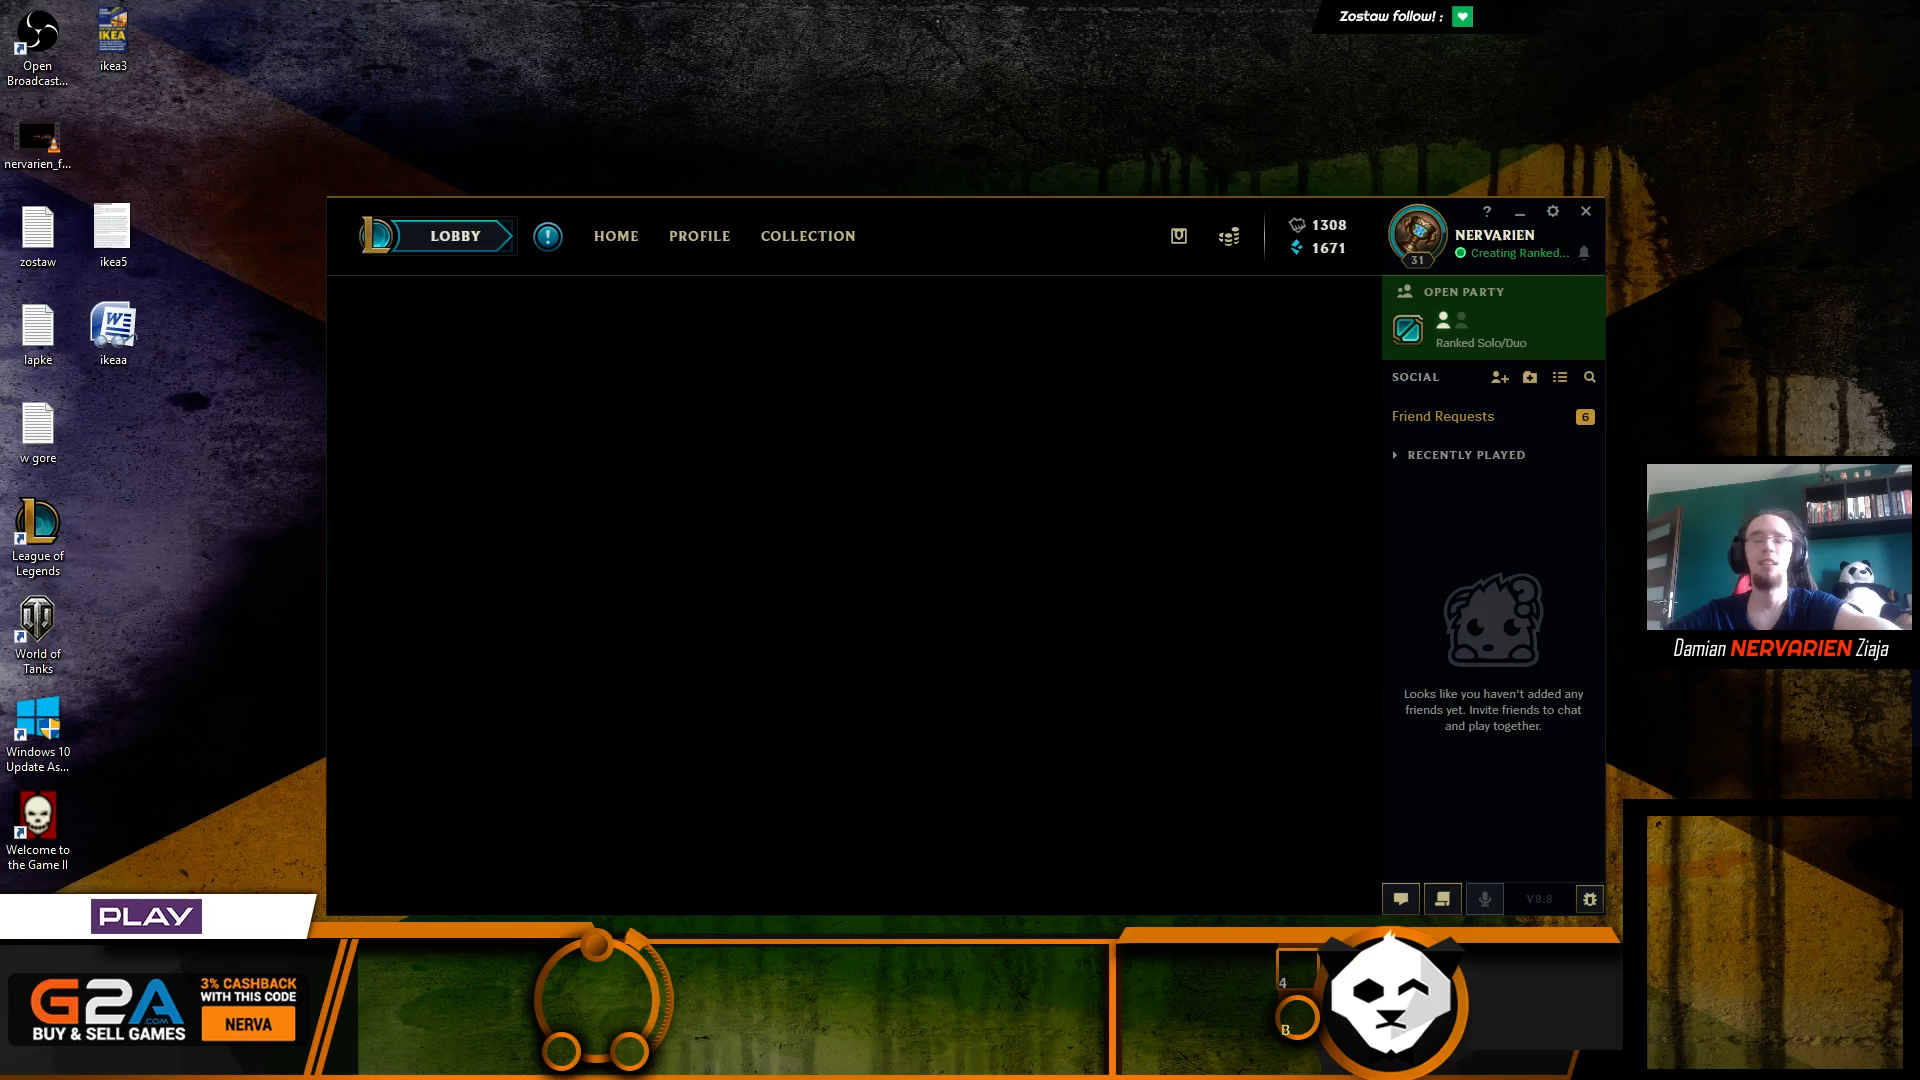 Zostaw follow! :
Open
Broadcast...
IKEA
ikea3
nervarien_f...
zostaw
ikea5
lapke
ikeaa
w gore
League of
Legends
World of
Tanks
Windows 10
Update As...
Welcome to
the Game II
LOBBY
HOME
PROFILE
COLLECTION
1308
1671
?
31
NERVARIEN
Creating Ranked...
OPEN PARTY
Ranked Solo/Duo
SOCIAL
Friend Requests
6
RECENTLY PLAYED
Looks like you haven't added any
friends yet. Invite friends to chat
and play together.
V8.8
Damian NERVARIEN Ziaja
PLAY
G2A
.COM
BUY & SELL GAMES
3% CASHBACK
WITH THIS CODE
NERVA
4
B